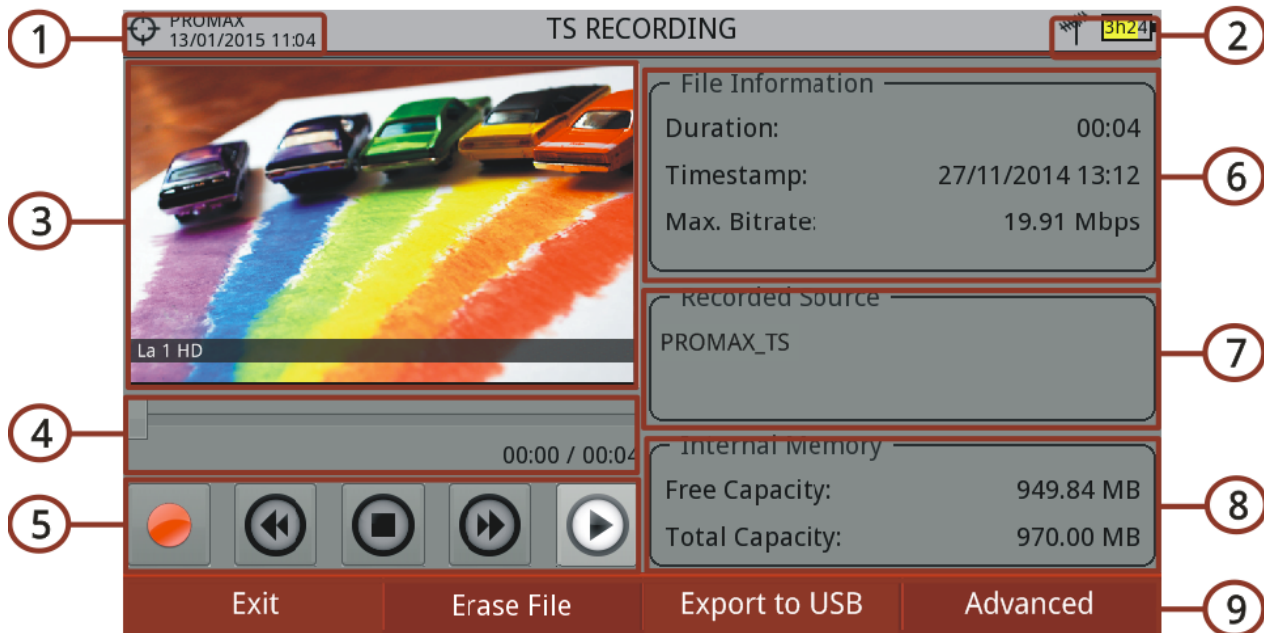 PROMAX
13/01/2015 11:04
TS RECORDING
3h24
1
2
3
La 1 HD
4
00:00 / 00:04
5
File Information
Duration: 00:04
Timestamp: 27/11/2014 13:12
Max. Bitrate: 19.91 Mbps
6
Recorded Source
PROMAX_TS
7
Internal Memory
Free Capacity: 949.84 MB
Total Capacity: 970.00 MB
8
Exit Erase File Export to USB Advanced
9